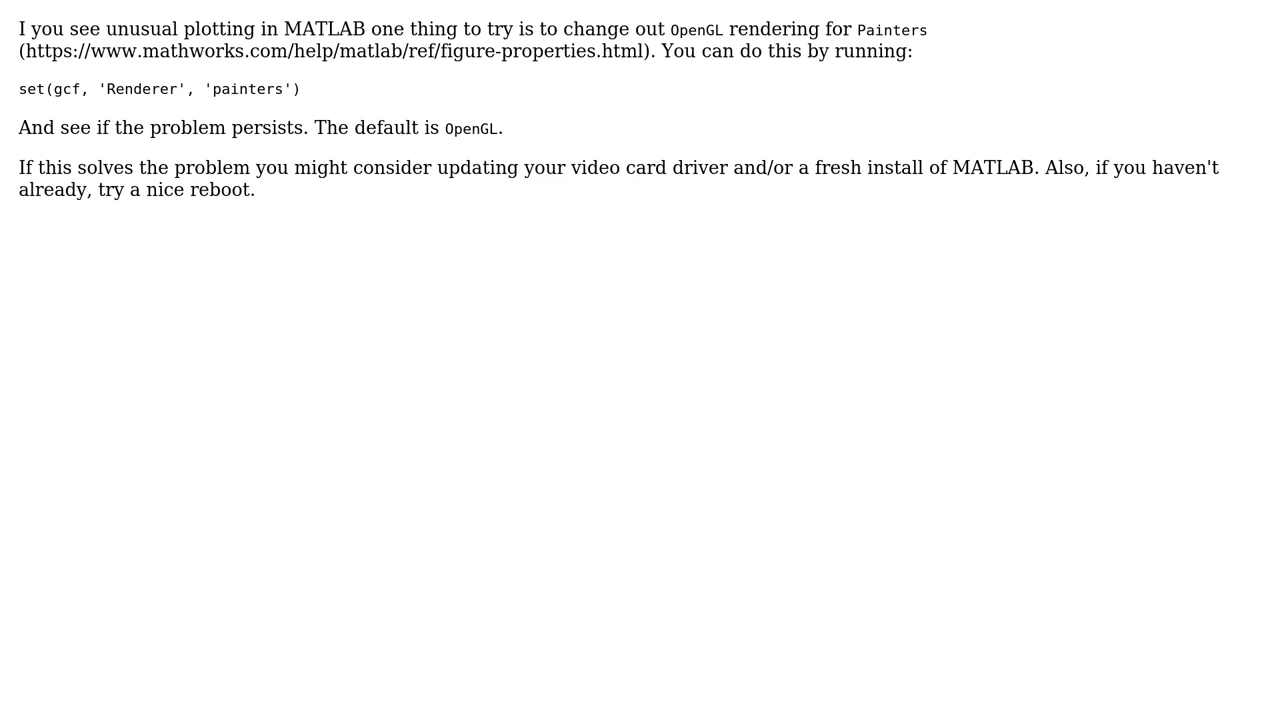 I you see unusual plotting in MATLAB one thing to try is to change out OpenGL rendering for Painters
(https://www.mathworks.com/help/matlab/ref/figure-properties.html). You can do this by running:
set(gcf, 'Renderer', 'painters')
And see if the problem persists. The default is OpenGL.
If this solves the problem you might consider updating your video card driver and/or a fresh install of MATLAB. Also, if you haven't
already, try a nice reboot.